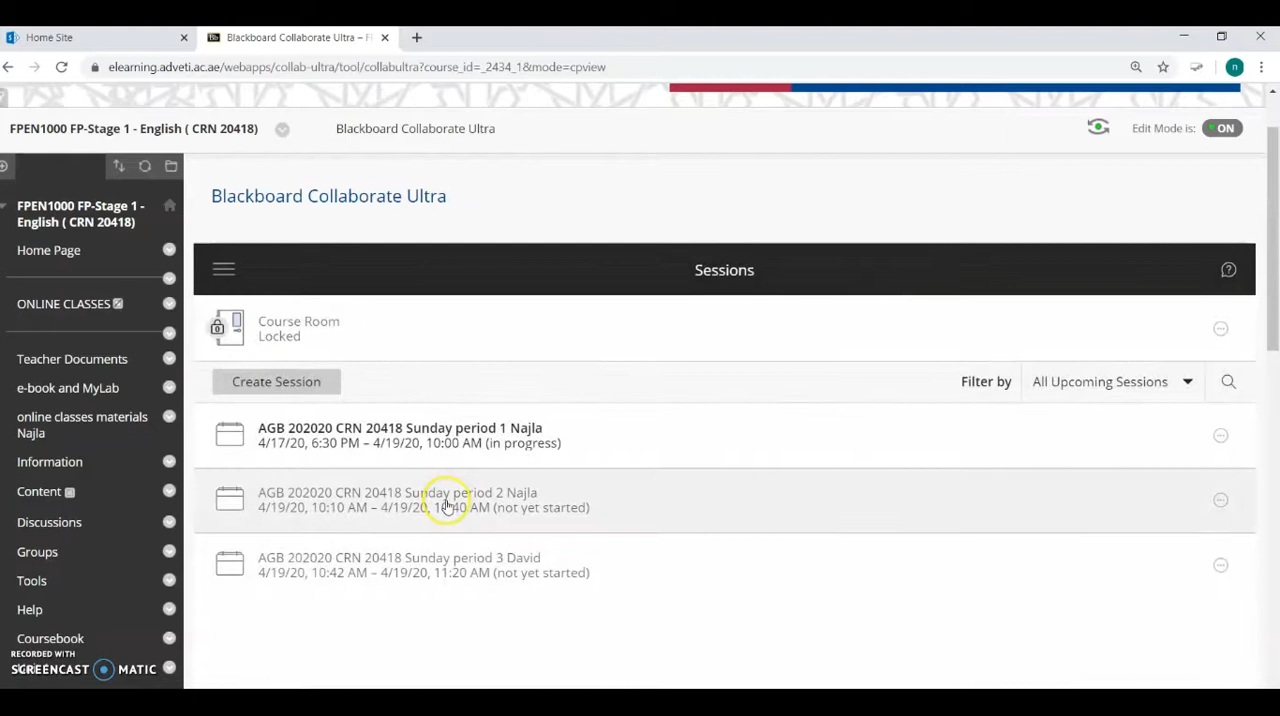 Home Site
Bb
Blackboard Collaborate Ultra – F
elearning.adveti.ac.ae/webapps/collab-ultra/tool/collabultra?course_id=_2434_1&mode=cpview
n
FPEN1000 FP-Stage 1 - English ( CRN 20418)
Blackboard Collaborate Ultra
Edit Mode is:
ON
FPEN1000 FP-Stage 1 -
English ( CRN 20418)
Home Page
ONLINE CLASSES
Teacher Documents
e-book and MyLab
online classes materials
Najla
Information
Content
Discussions
Groups
Tools
Help
Coursebook
RECORDED WITH
SCREENCAST MATIC
Blackboard Collaborate Ultra
Sessions
Course Room
Locked
Create Session
Filter by
All Upcoming Sessions
AGB 202020 CRN 20418 Sunday period 1 Najla
4/17/20, 6:30 PM – 4/19/20, 10:00 AM (in progress)
AGB 202020 CRN 20418 Sunday period 2 Najla
4/19/20, 10:10 AM – 4/19/20, 10:40 AM (not yet started)
AGB 202020 CRN 20418 Sunday period 3 David
4/19/20, 10:42 AM – 4/19/20, 11:20 AM (not yet started)